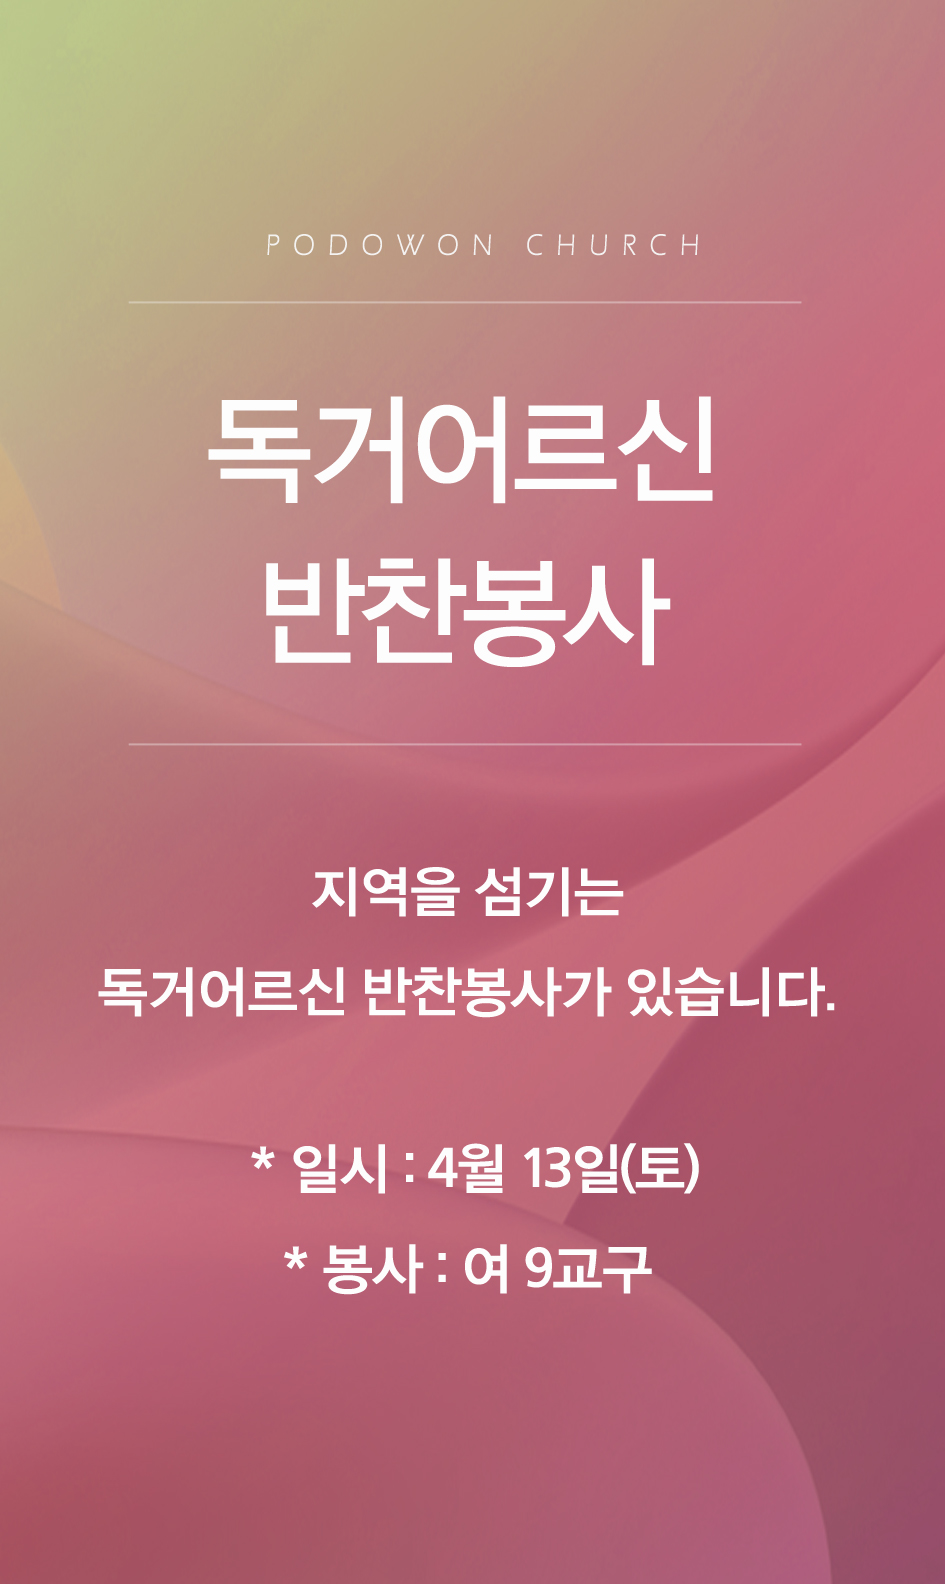 PODOWON CHURCH
독거어르신
반찬봉사
지역을 섬기는
독거어르신 반찬봉사가 있습니다.
* 일시 : 4월 13일(토)
* 봉사 : 여 9교구